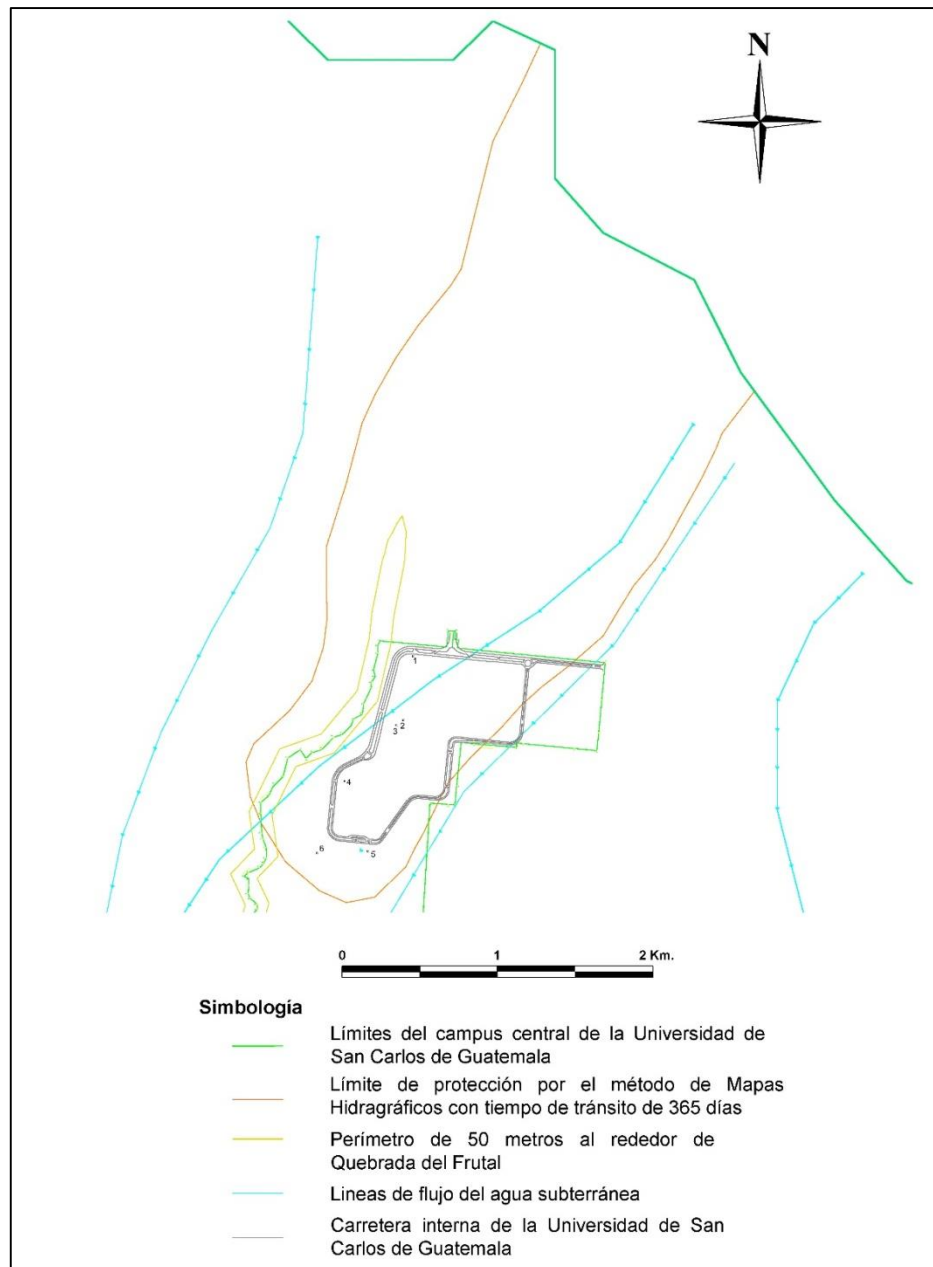 N
1
2
3
4
6
5
0 1 2 Km.
Simbología
Límites del campus central de la Universidad de
San Carlos de Guatemala
Límite de protección por el método de Mapas
Hidragráficos con tiempo de tránsito de 365 días
Perímetro de 50 metros al rededor de
Quebrada del Frutal
Lineas de flujo del agua subterránea
Carretera interna de la Universidad de San
Carlos de Guatemala